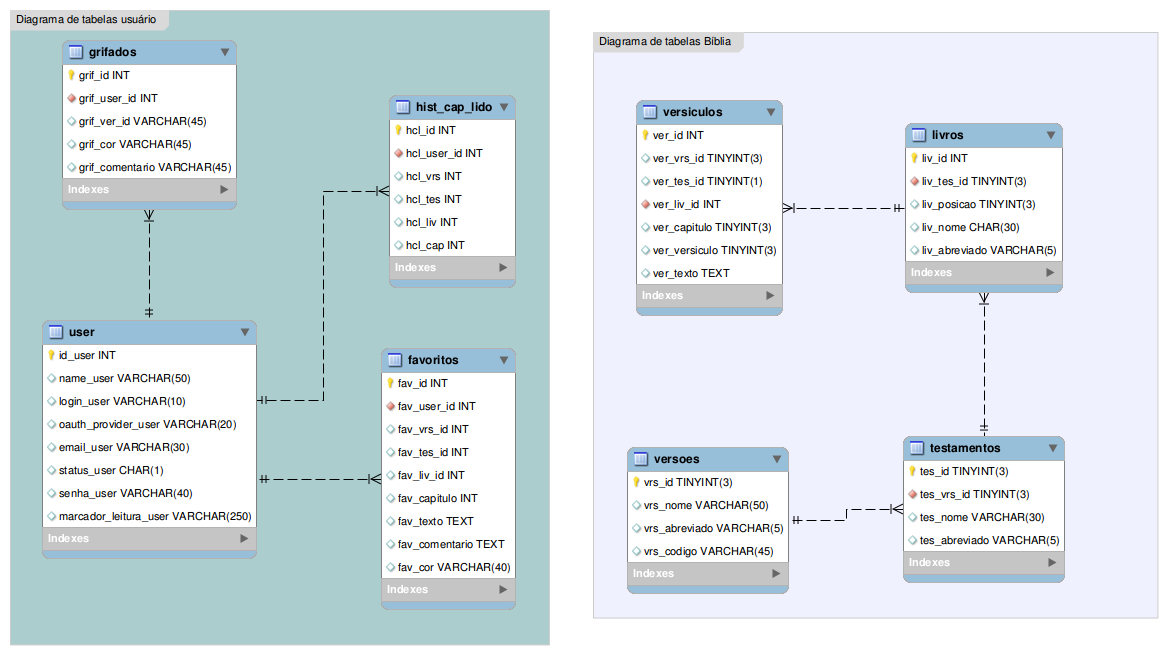 Diagrama de tabelas usuário
grifados
grif_id INT
grif_user_id INT
grif_ver_id VARCHAR(45)
grif_cor VARCHAR(45)
grif_comentario VARCHAR(45)
Indexes
hist_cap_lido
hcl_id INT
hcl_user_id INT
hcl_vrs INT
hcl_tes INT
hcl_liv INT
hcl_cap INT
Indexes
user
id_user INT
name_user VARCHAR(50)
login_user VARCHAR(10)
oauth_provider_user VARCHAR(20)
email_user VARCHAR(30)
status_user CHAR(1)
senha_user VARCHAR(40)
marcador_leitura_user VARCHAR(250)
Indexes
favoritos
fav_id INT
fav_user_id INT
fav_vrs_id INT
fav_tes_id INT
fav_liv_id INT
fav_capitulo INT
fav_texto TEXT
fav_comentario TEXT
fav_cor VARCHAR(40)
Indexes
Diagrama de tabelas Bíblia
versiculos
ver_id INT
ver_vrs_id TINYINT(3)
ver_tes_id TINYINT(1)
ver_liv_id INT
ver_capitulo TINYINT(3)
ver_versiculo TINYINT(3)
ver_texto TEXT
Indexes
livros
liv_id INT
liv_tes_id TINYINT(3)
liv_posicao TINYINT(3)
liv_nome CHAR(30)
liv_abreviado VARCHAR(5)
Indexes
versoes
vrs_id TINYINT(3)
vrs_nome VARCHAR(50)
vrs_abreviado VARCHAR(5)
vrs_codigo VARCHAR(45)
Indexes
testamentos
tes_id TINYINT(3)
tes_vrs_id TINYINT(3)
tes_nome VARCHAR(30)
tes_abreviado VARCHAR(5)
Indexes